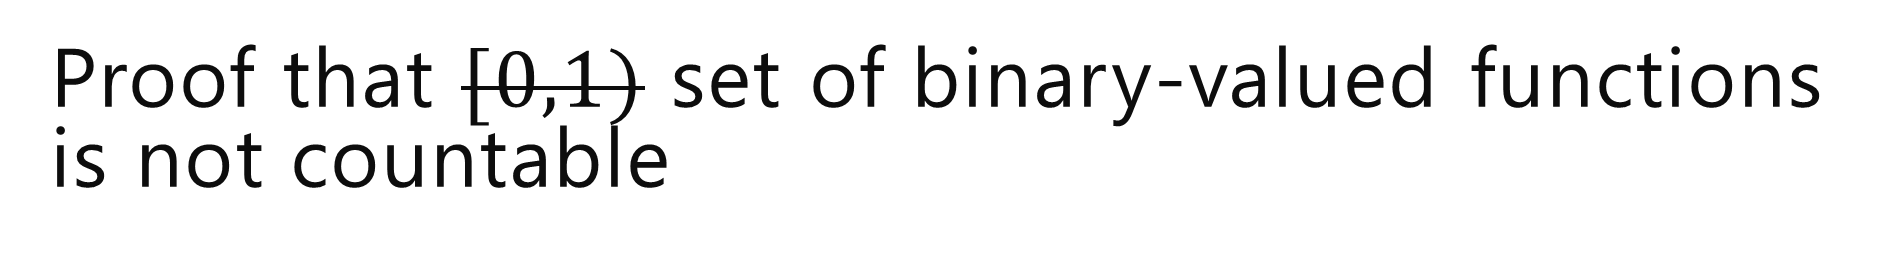 Proof that [0,1) set of binary-valued functions
is not countable